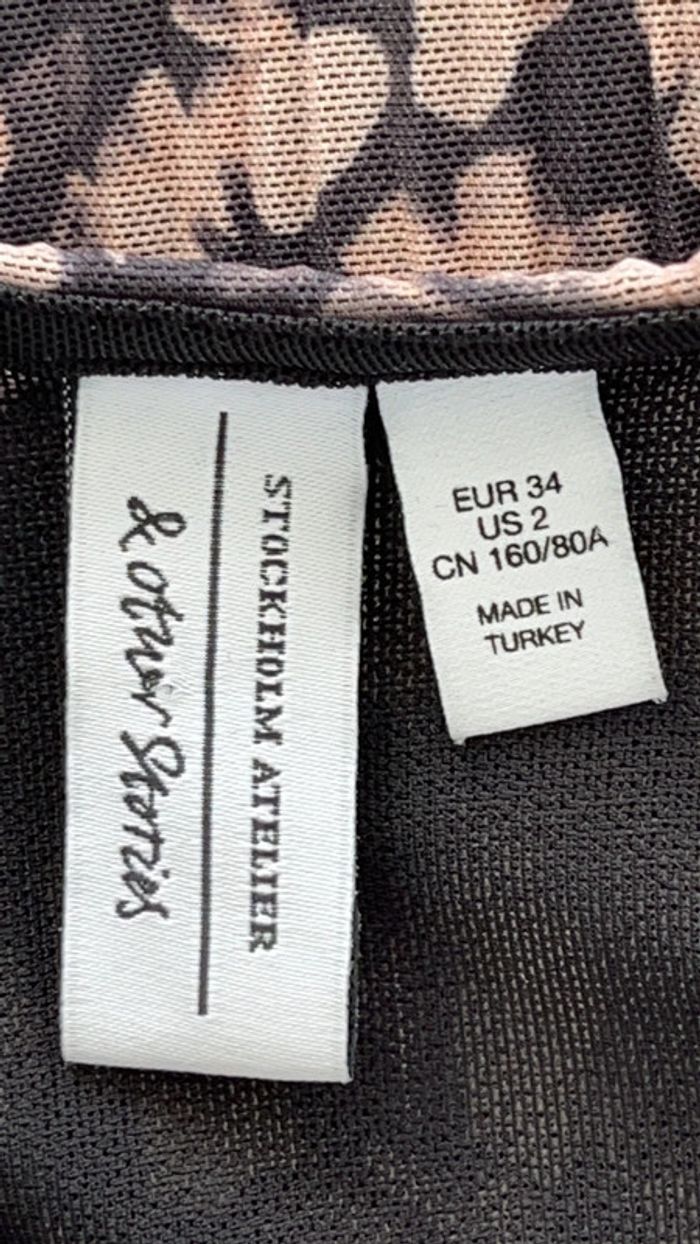 STOCKHOLM ATELIER
& other Stories
EUR 34
US 2
CN 160/80A
MADE IN
TURKEY